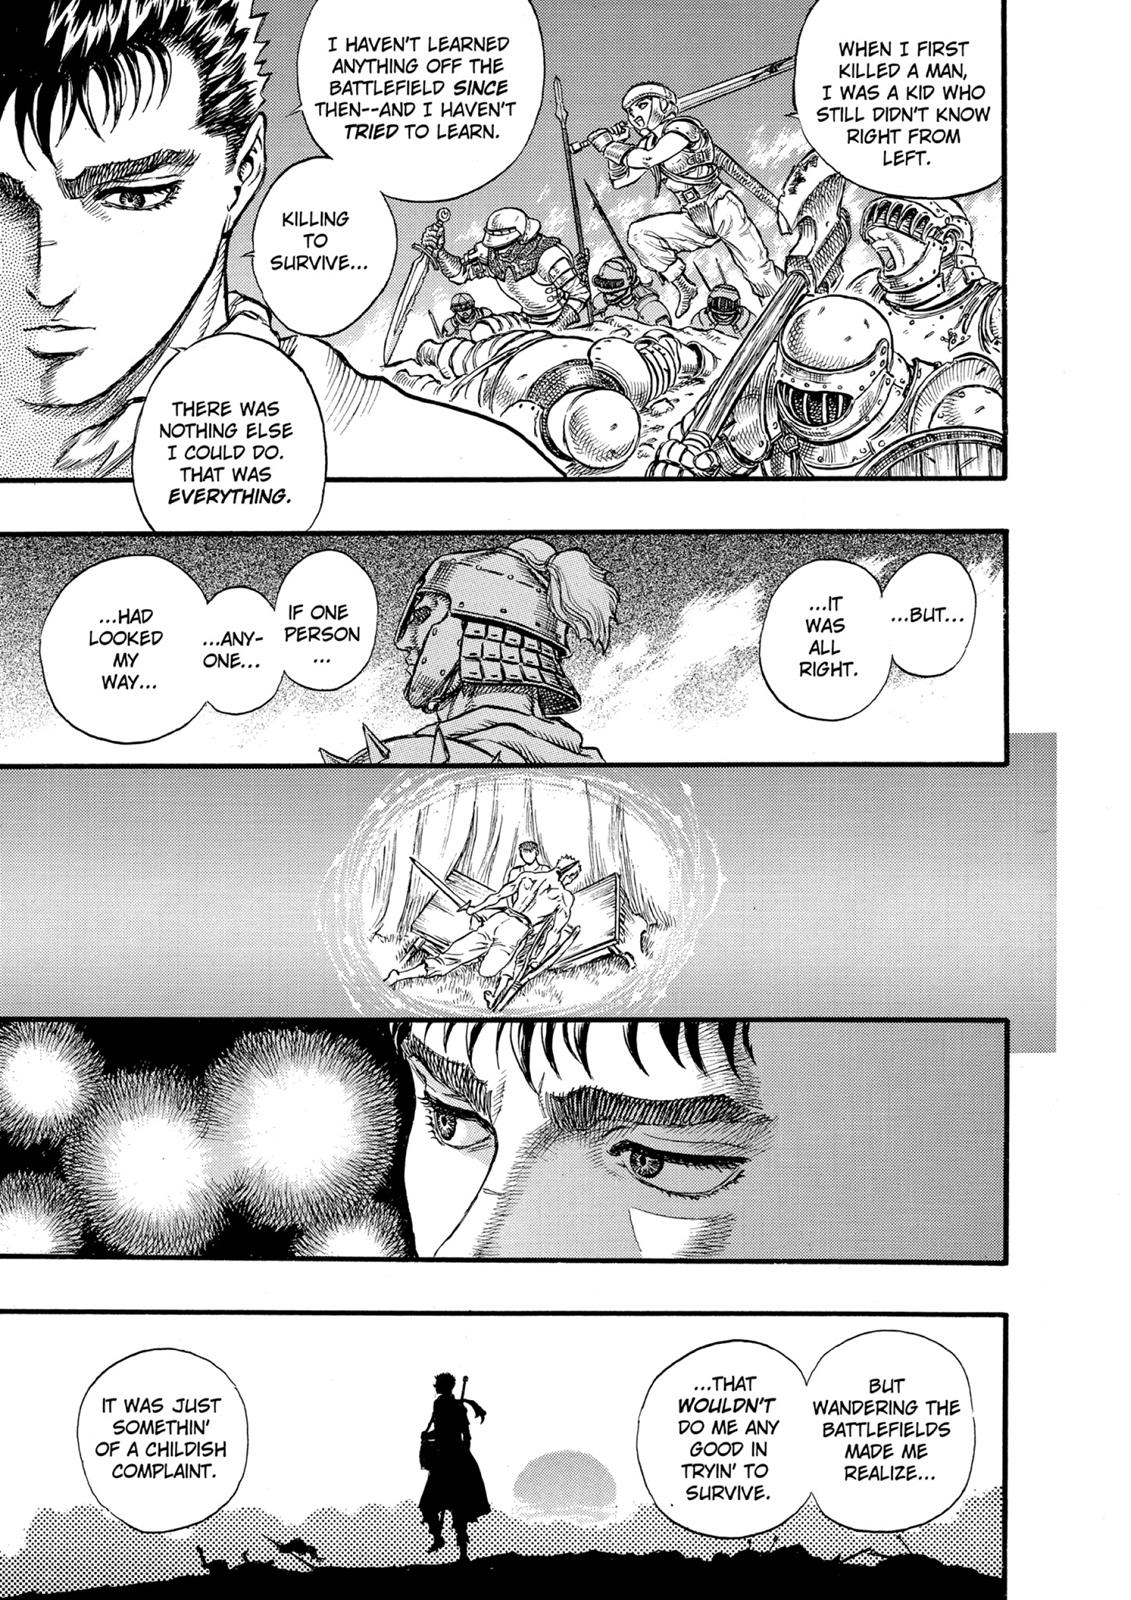 WHEN I FIRST
KILLED A MAN,
I WAS A KID WHO
STILL DIDN'T KNOW
RIGHT FROM
LEFT.
I HAVEN'T LEARNED
ANYTHING OFF THE
BATTLEFIELD SINCE
THEN--AND I HAVEN'T
TRIED TO LEARN.
KILLING
TO
SURVIVE...
THERE WAS
NOTHING ELSE
I COULD DO.
THAT WAS
EVERYTHING.
...BUT...
...IT
WAS
ALL
RIGHT.
IF ONE
PERSON
...
...ANY-
ONE...
...HAD
LOOKED
MY
WAY...
BUT
WANDERING THE
BATTLEFIELDS
MADE ME
REALIZE...
...THAT
WOULDN'T
DO ME ANY
GOOD IN
TRYIN' TO
SURVIVE.
IT WAS JUST
SOMETHIN'
OF A CHILDISH
COMPLAINT.